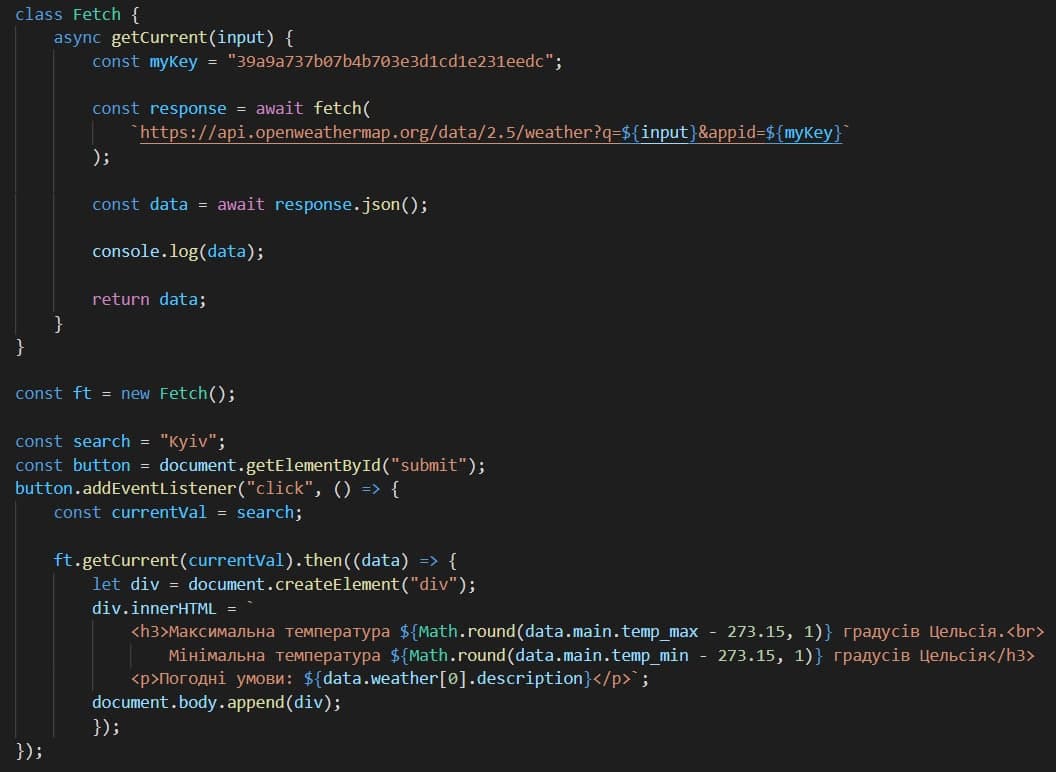 class Fetch {
    async getCurrent(input) {
        const myKey = "39a9a737b07b4b703e3d1cd1e231eedc";

        const response = await fetch(
            `https://api.openweathermap.org/data/2.5/weather?q=${input}&appid=${myKey}`
        );

        const data = await response.json();

        console.log(data);

        return data;
    }
}

const ft = new Fetch();

const search = "Kyiv";
const button = document.getElementById("submit");
button.addEventListener("click", () => {
    const currentVal = search;

    ft.getCurrent(currentVal).then((data) => {
        let div = document.createElement("div");
        div.innerHTML = `
            <h3>Максимальна температура ${Math.round(data.main.temp_max - 273.15, 1)} градусів Цельсія.<br>
                Мінімальна температура ${Math.round(data.main.temp_min - 273.15, 1)} градусів Цельсія</h3>
            <p>Погодні умови: ${data.weather[0].description}</p>`;
        document.body.append(div);
        });
});